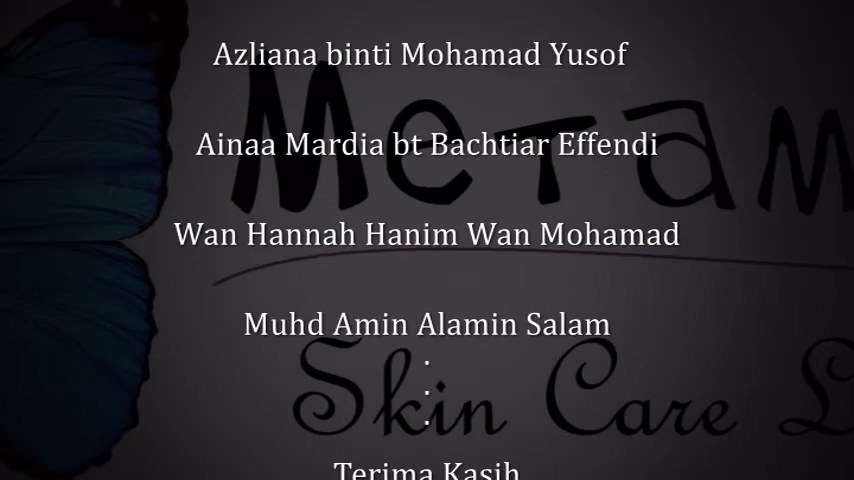 Azliana binti Mohamad Yusof
Ainaa Mardia bt Bachtiar Effendi
Metam
Wan Hannah Hanim Wan Mohamad
Muhd Amin Alamin Salam
.
.
.
Skin Care L
Terima Kasih